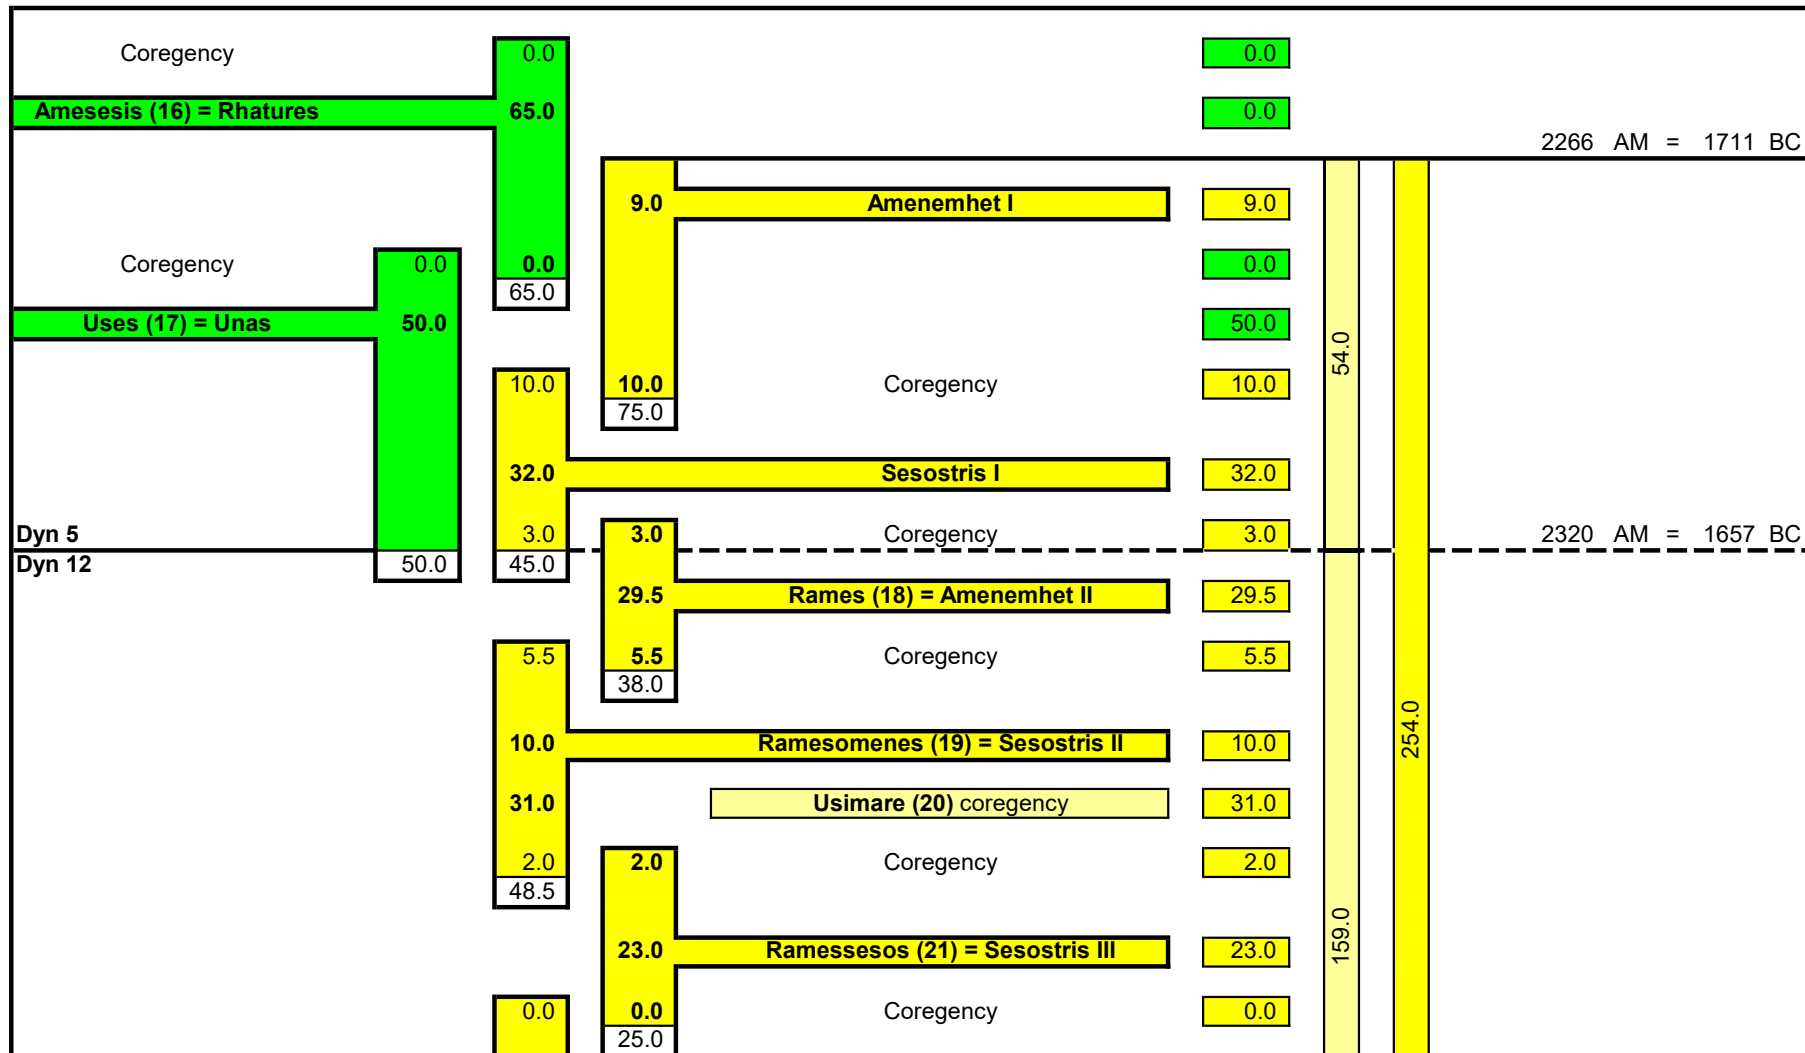 Coregency 0.0 0.0
Amesesis (16) = Rhatures 65.0 0.0
2266 AM = 1711 BC
9.0 Amenemhet I 9.0
Coregency 0.0 0.0 0.0
65.0
Uses (17) = Unas 50.0 50.0
54.0
10.0 10.0 Coregency 10.0
75.0
32.0 Sesostris I 32.0
Dyn 5 3.0 3.0 Coregency 3.0 2320 AM = 1657 BC
Dyn 12 50.0 45.0
29.5 Rames (18) = Amenemhet II 29.5
5.5 5.5 Coregency 5.5
38.0
254.0
10.0 Ramesomenes (19) = Sesostris II 10.0
31.0 Usimare (20) coregency 31.0
2.0 2.0 Coregency 2.0
48.5
159.0
23.0 Ramessesos (21) = Sesostris III 23.0
0.0 0.0 Coregency 0.0
25.0